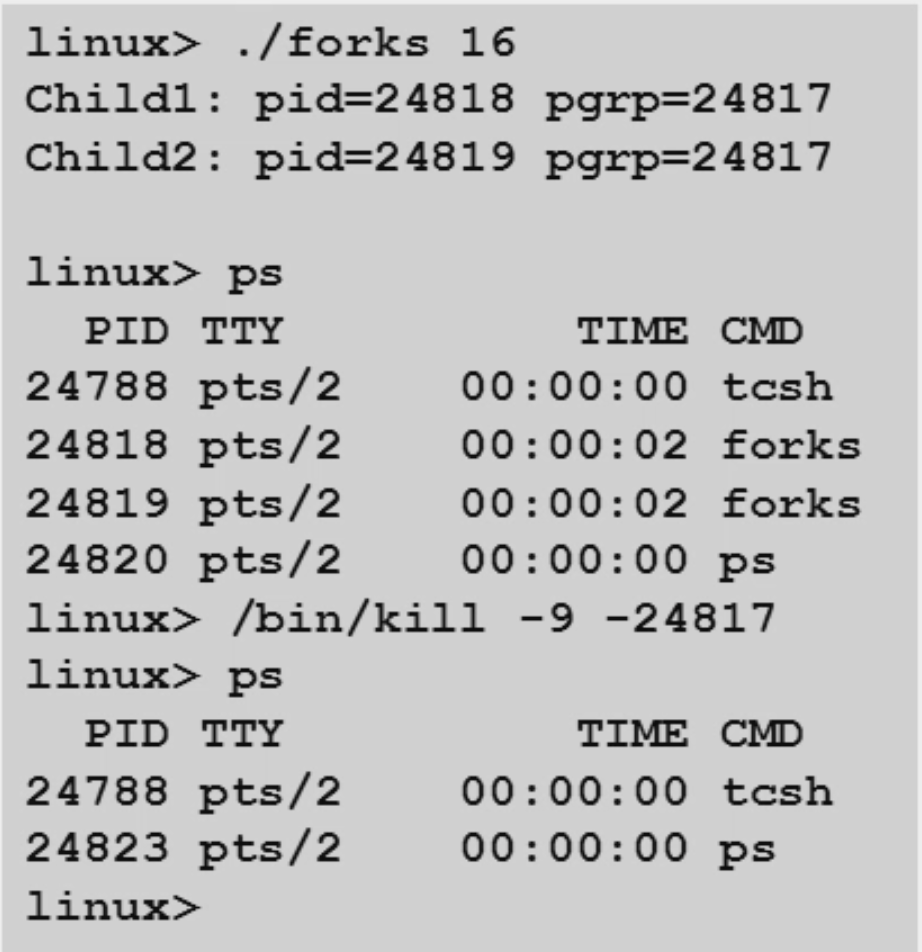 linux> ./forks 16
Child1: pid=24818 pgrp=24817
Child2: pid=24819 pgrp=24817
linux> ps
  PID TTY          TIME CMD
24788 pts/2    00:00:00 tcsh
24818 pts/2    00:00:02 forks
24819 pts/2    00:00:02 forks
24820 pts/2    00:00:00 ps
linux> /bin/kill -9 -24817
linux> ps
  PID TTY          TIME CMD
24788 pts/2    00:00:00 tcsh
24823 pts/2    00:00:00 ps
linux>